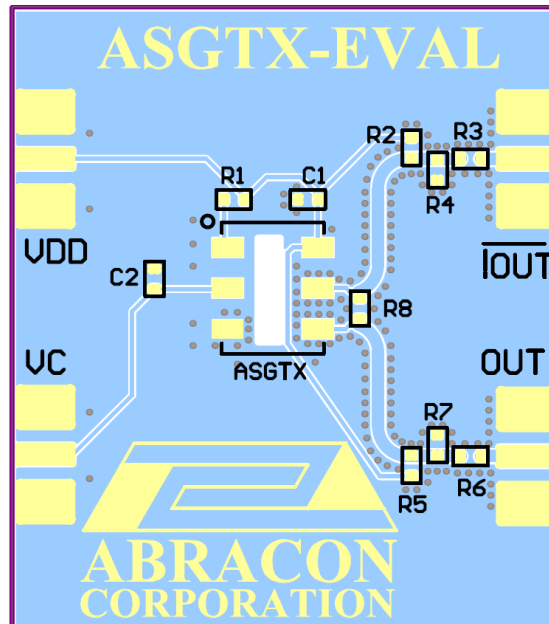 ASGTX-EVAL
R2
R3
R1
C1
R4
VDD
IOUT
C2
R8
VC
ASGTX
OUT
R7
R5
R6
ABRACON
CORPORATION